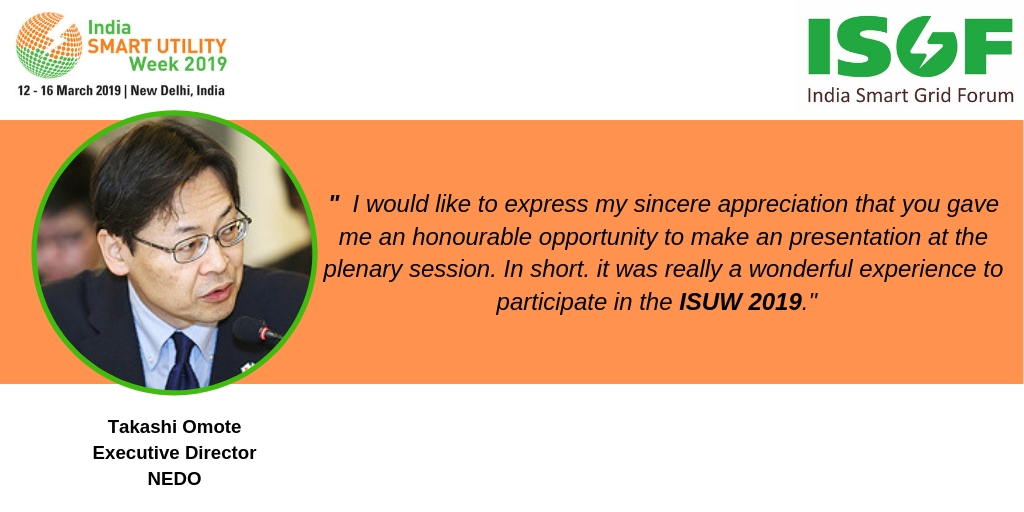 India
SMART UTILITY
Week 2019
12 - 16 March 2019 | New Delhi, India
ISGF
India Smart Grid Forum
" I would like to express my sincere appreciation that you gave
me an honourable opportunity to make an presentation at the
plenary session. In short. it was really a wonderful experience to
participate in the ISUW 2019."
Takashi Omote
Executive Director
NEDO